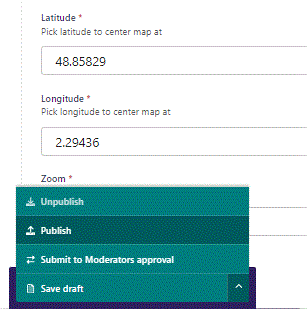 Latitude *
Pick latitude to center map at
48.85829
Longitude *
Pick longitude to center map at
2.29436
Zoom *
Unpublish
Publish
Submit to Moderators approval
Save draft